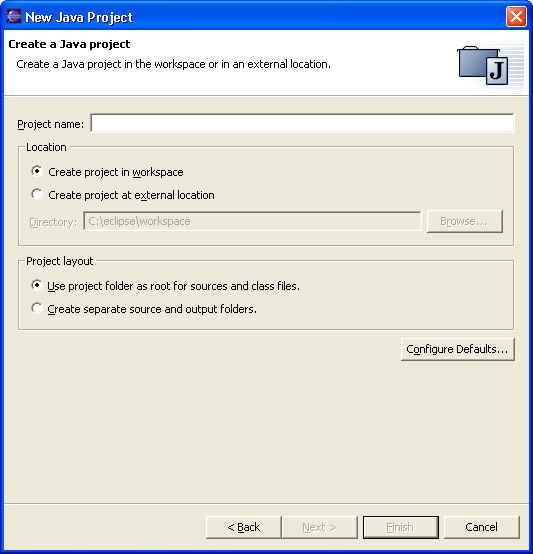 New Java Project
Create a Java project
Create a Java project in the workspace or in an external location.
J
Project name:
Location
Create project in workspace
Create project at external location
Directory: C:\eclipse\workspace Browse...
Project layout
Use project folder as root for sources and class files.
Create separate source and output folders.
Configure Defaults...
< Back Next > Finish Cancel